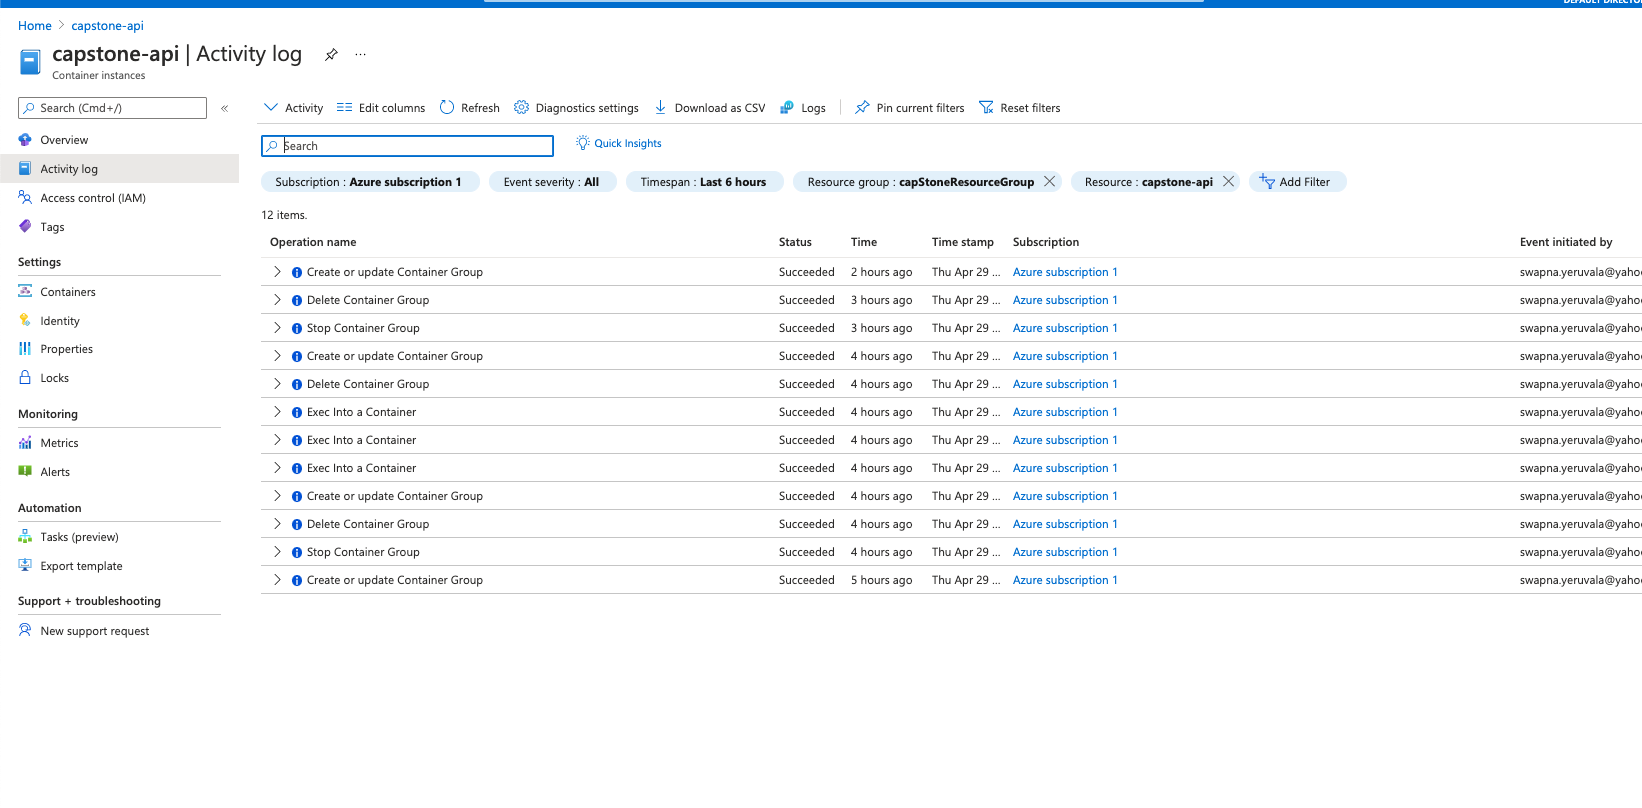 DEFAULT DIRECTO
Home > capstone-api
capstone-api | Activity log ...
Container instances
Search (Cmd+/) «
Overview
Activity log
Access control (IAM)
Tags
Settings
Containers
Identity
Properties
Locks
Monitoring
Metrics
Alerts
Automation
Tasks (preview)
Export template
Support + troubleshooting
New support request
Activity Edit columns Refresh Diagnostics settings Download as CSV Logs Pin current filters Reset filters
Search Quick Insights
Subscription : Azure subscription 1 Event severity : All Timespan : Last 6 hours Resource group : capStoneResourceGroup Resource : capstone-api Add Filter
12 items.
Operation name Status Time Time stamp Subscription Event initiated by
Create or update Container Group Succeeded 2 hours ago Thu Apr 29 ... Azure subscription 1 swapna.yeruvala@yaho
Delete Container Group Succeeded 3 hours ago Thu Apr 29 ... Azure subscription 1 swapna.yeruvala@yaho
Stop Container Group Succeeded 3 hours ago Thu Apr 29 ... Azure subscription 1 swapna.yeruvala@yaho
Create or update Container Group Succeeded 4 hours ago Thu Apr 29 ... Azure subscription 1 swapna.yeruvala@yaho
Delete Container Group Succeeded 4 hours ago Thu Apr 29 ... Azure subscription 1 swapna.yeruvala@yaho
Exec Into a Container Succeeded 4 hours ago Thu Apr 29 ... Azure subscription 1 swapna.yeruvala@yaho
Exec Into a Container Succeeded 4 hours ago Thu Apr 29 ... Azure subscription 1 swapna.yeruvala@yaho
Exec Into a Container Succeeded 4 hours ago Thu Apr 29 ... Azure subscription 1 swapna.yeruvala@yaho
Create or update Container Group Succeeded 4 hours ago Thu Apr 29 ... Azure subscription 1 swapna.yeruvala@yaho
Delete Container Group Succeeded 4 hours ago Thu Apr 29 ... Azure subscription 1 swapna.yeruvala@yaho
Stop Container Group Succeeded 4 hours ago Thu Apr 29 ... Azure subscription 1 swapna.yeruvala@yaho
Create or update Container Group Succeeded 5 hours ago Thu Apr 29 ... Azure subscription 1 swapna.yeruvala@yaho